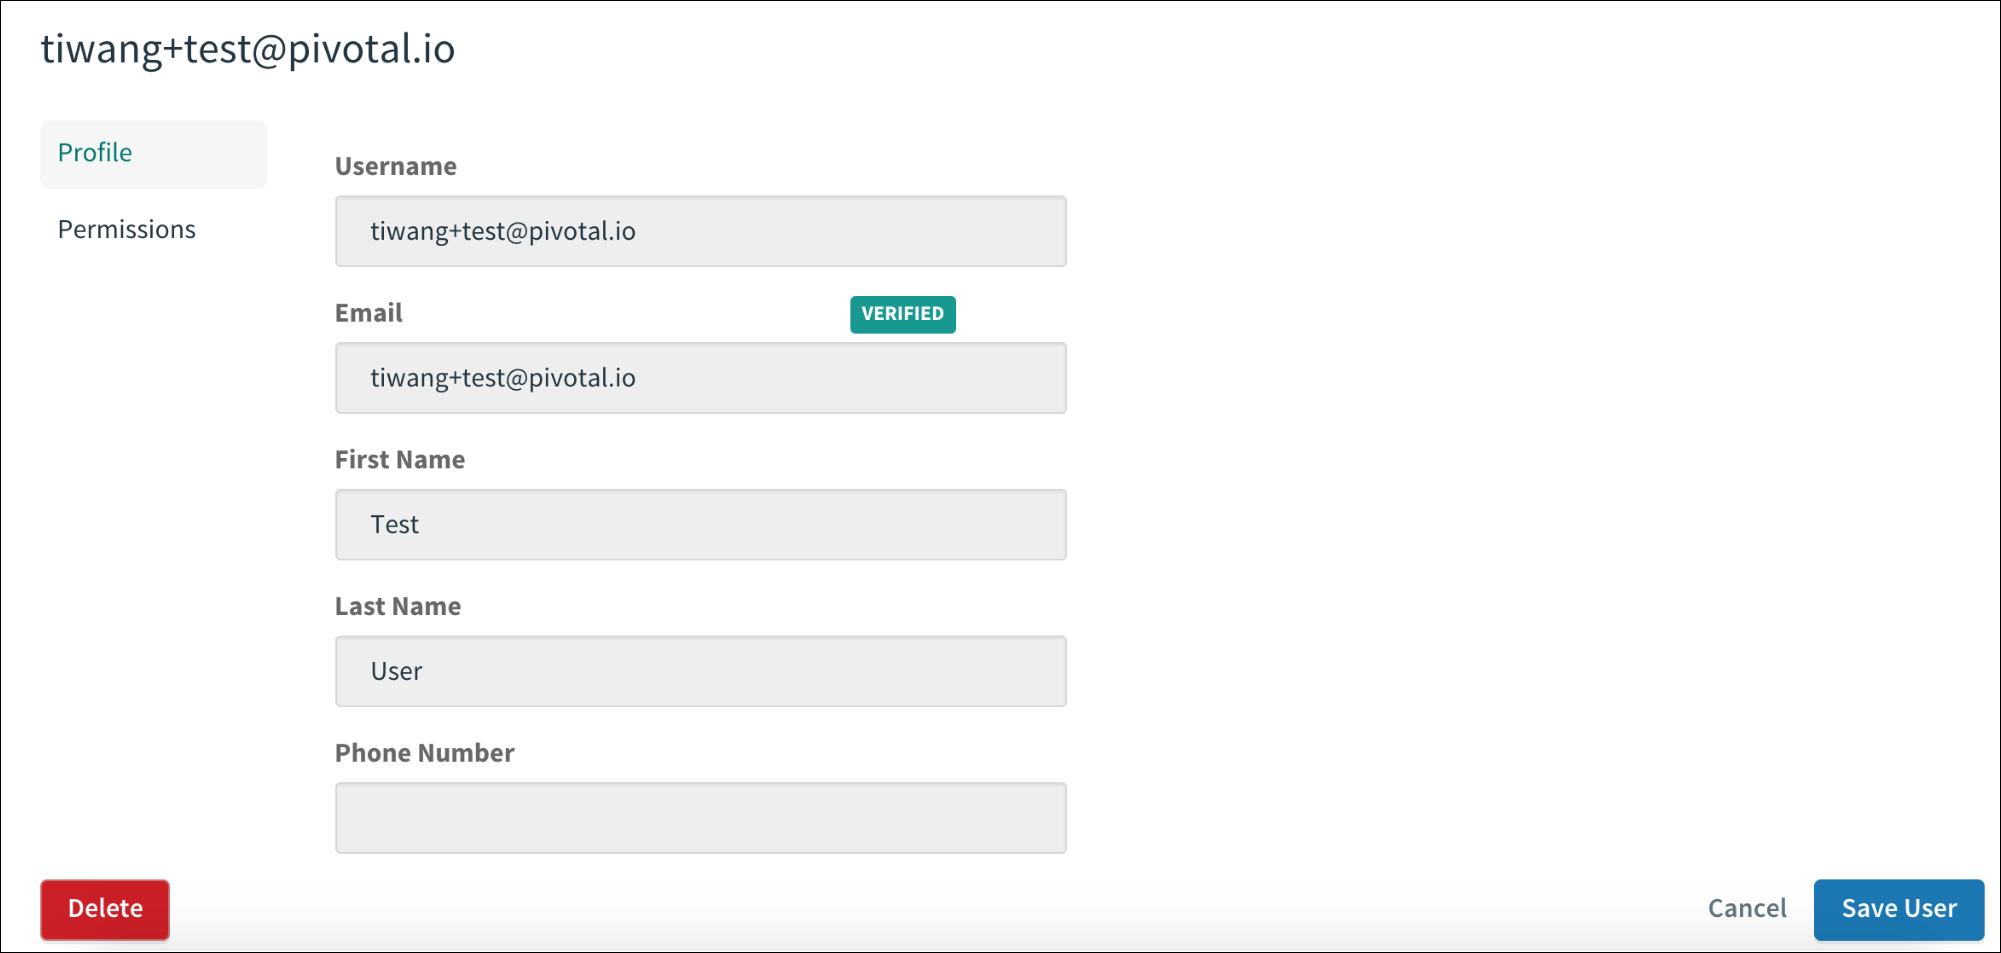 tiwang+test@pivotal.io
Profile
Permissions
Username
tiwang+test@pivotal.io
Email VERIFIED
tiwang+test@pivotal.io
First Name
Test
Last Name
User
Phone Number
Delete Cancel Save User